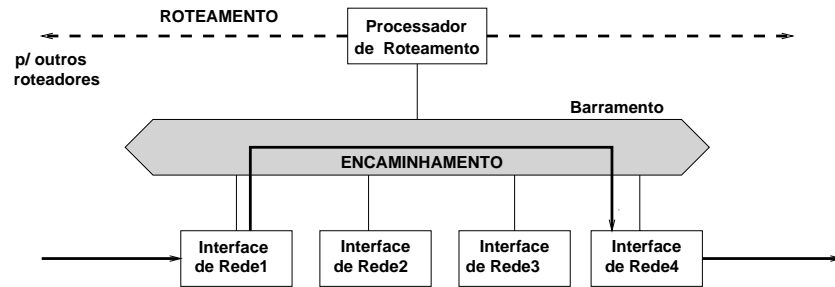 ROTEAMENTO
Processador
de Roteamento
p/ outros
roteadores
Barramento
ENCAMINHAMENTO
Interface
de Rede1
Interface
de Rede2
Interface
de Rede3
Interface
de Rede4